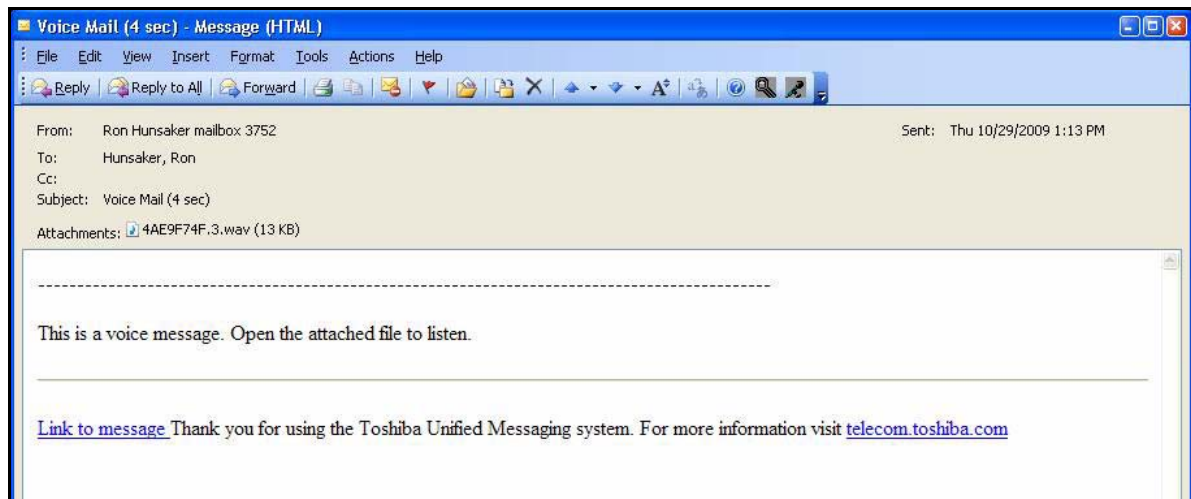 Voice Mail (4 sec) - Message (HTML)
File Edit View Insert Format Tools Actions Help
Reply Reply to All Forward
From: Ron Hunsaker mailbox 3752 Sent: Thu 10/29/2009 1:13 PM
To: Hunsaker, Ron
Cc:
Subject: Voice Mail (4 sec)
Attachments: 4AE9F74F.3.wav (13 KB)
--------------------------------------------------------------------------------------------
This is a voice message. Open the attached file to listen.
Link to message Thank you for using the Toshiba Unified Messaging system. For more information visit telecom.toshiba.com